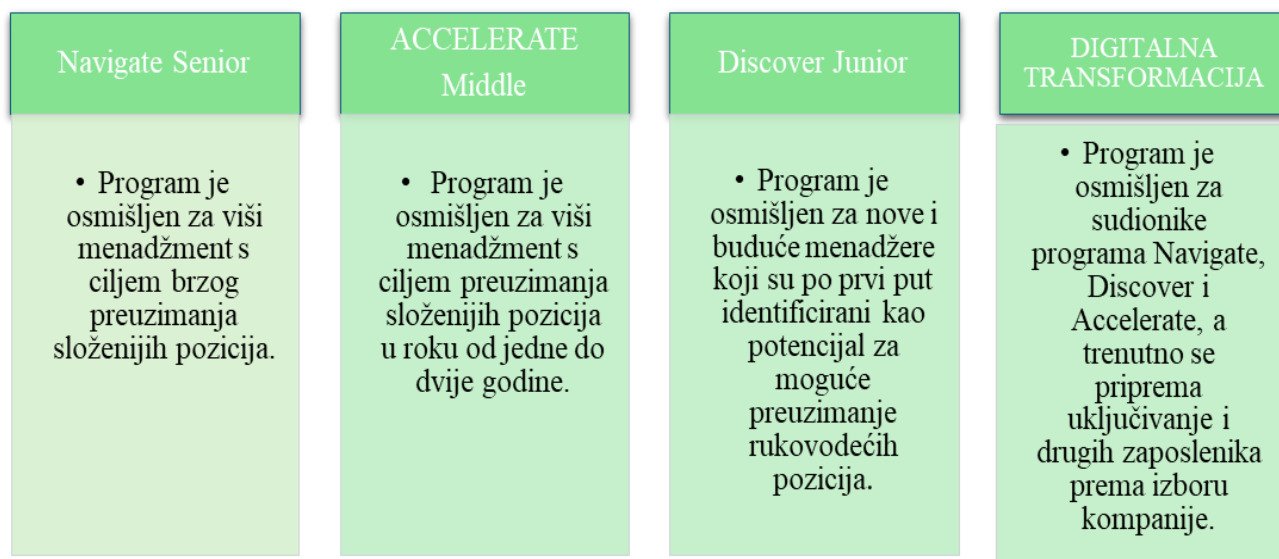 Navigate Senior
• Program je
osmišljen za viši
menadžment s
ciljem brzog
preuzimanja
složenijih pozicija.
ACCELERATE
Middle
• Program je
osmišljen za viši
menadžment s
ciljem preuzimanja
složenijih pozicija
u roku od jedne do
dvije godine.
Discover Junior
• Program je
osmišljen za nove i
buduće menadžere
koji su po prvi put
identificirani kao
potencijal za
moguće
preuzimanje
rukovodećih
pozicija.
DIGITALNA
TRANSFORMACIJA
• Program je
osmišljen za
sudionike
programa Navigate,
Discover i
Accelerate, a
trenutno se
priprema
uključivanje i
drugih zaposlenika
prema izboru
kompanije.